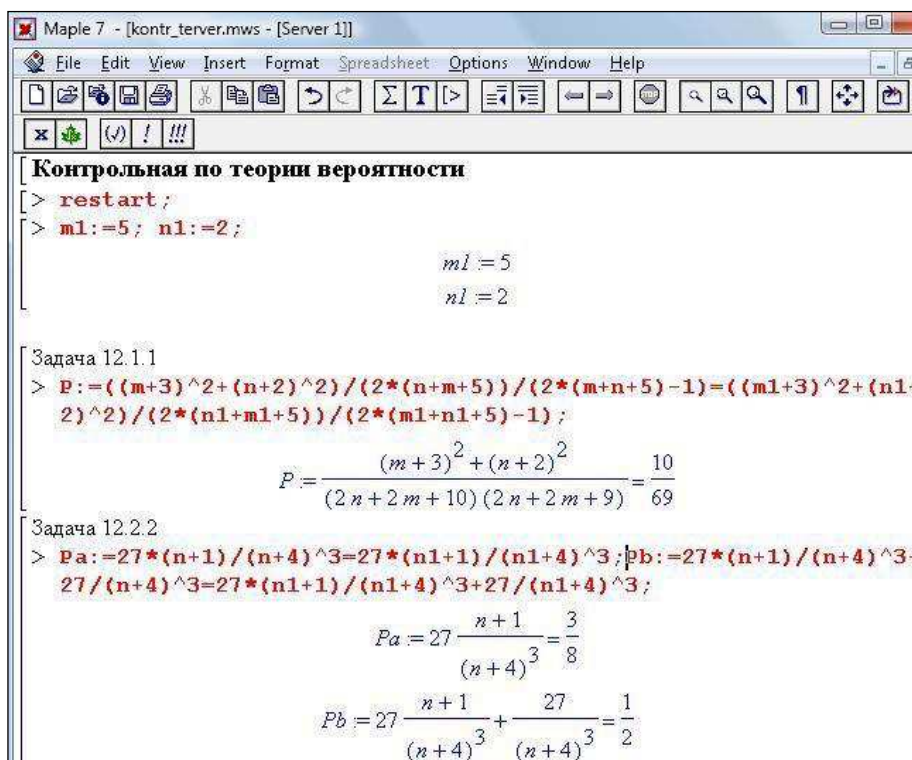 Maple 7 - [kontr_terver.mws - [Server 1]]
File Edit View Insert Format Spreadsheet Options Window Help
Контрольная по теории вероятности
> restart;
> m1:=5; n1:=2;
m1 := 5
n1 := 2
Задача 12.1.1
> P:=((m+3)^2+(n+2)^2)/(2*(n+m+5))/(2*(m+n+5)-1)=((m1+3)^2+(n1+
2)^2)/(2*(n1+m1+5))/(2*(m1+n1+5)-1);
P := ((m + 3)^2 + (n + 2)^2) / ((2 n + 2 m + 10) (2 n + 2 m + 9)) = 10/69
Задача 12.2.2
> Pa:=27*(n+1)/(n+4)^3=27*(n1+1)/(n1+4)^3;Pb:=27*(n+1)/(n+4)^3+
27/(n+4)^3=27*(n1+1)/(n1+4)^3+27/(n1+4)^3;
Pa := 27 (n + 1)/(n + 4)^3 = 3/8
Pb := 27 (n + 1)/(n + 4)^3 + 27/(n + 4)^3 = 1/2